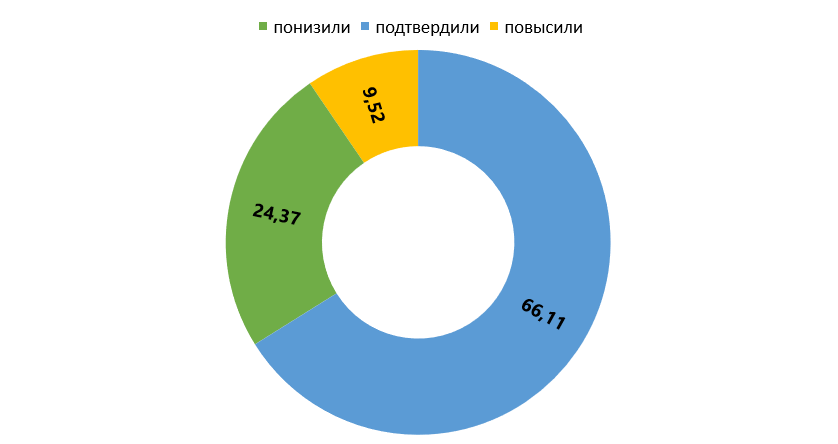 понизили подтвердили повысили
9,52
24,37
66,11